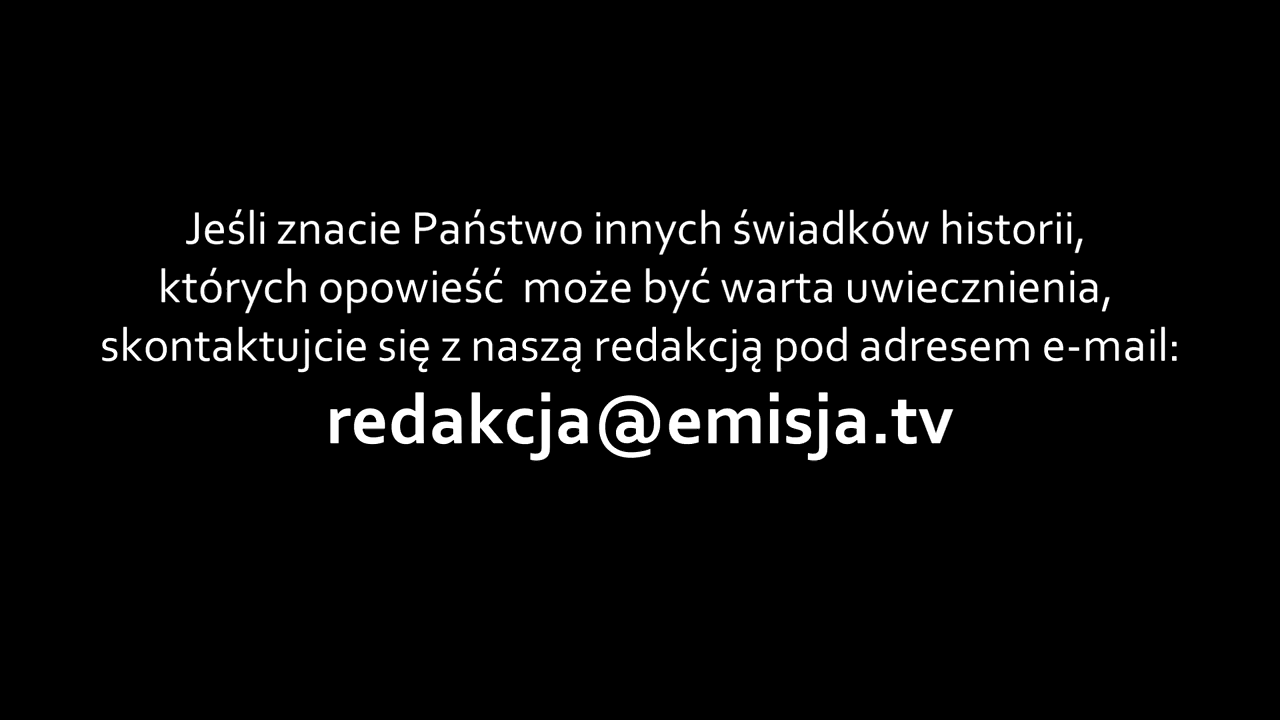 Jeśli znacie Państwo innych świadków historii,
których opowieść  może być warta uwiecznienia,
skontaktujcie się z naszą redakcją pod adresem e-mail:
redakcja@emisja.tv